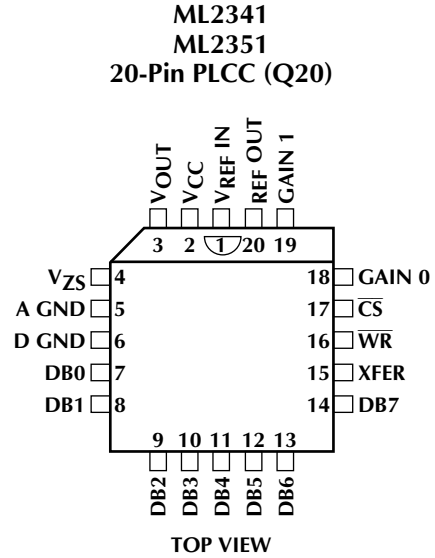 ML2341
ML2351
20-Pin PLCC (Q20)
VOUT
VCC
VREF IN
REF OUT
GAIN 1
3 2 1 20 19
VZS 4
A GND 5
D GND 6
DB0 7
DB1 8
18 GAIN 0
17 C̅S̅
16 W̅R̅
15 XFER
14 DB7
9 10 11 12 13
DB2
DB3
DB4
DB5
DB6
TOP VIEW